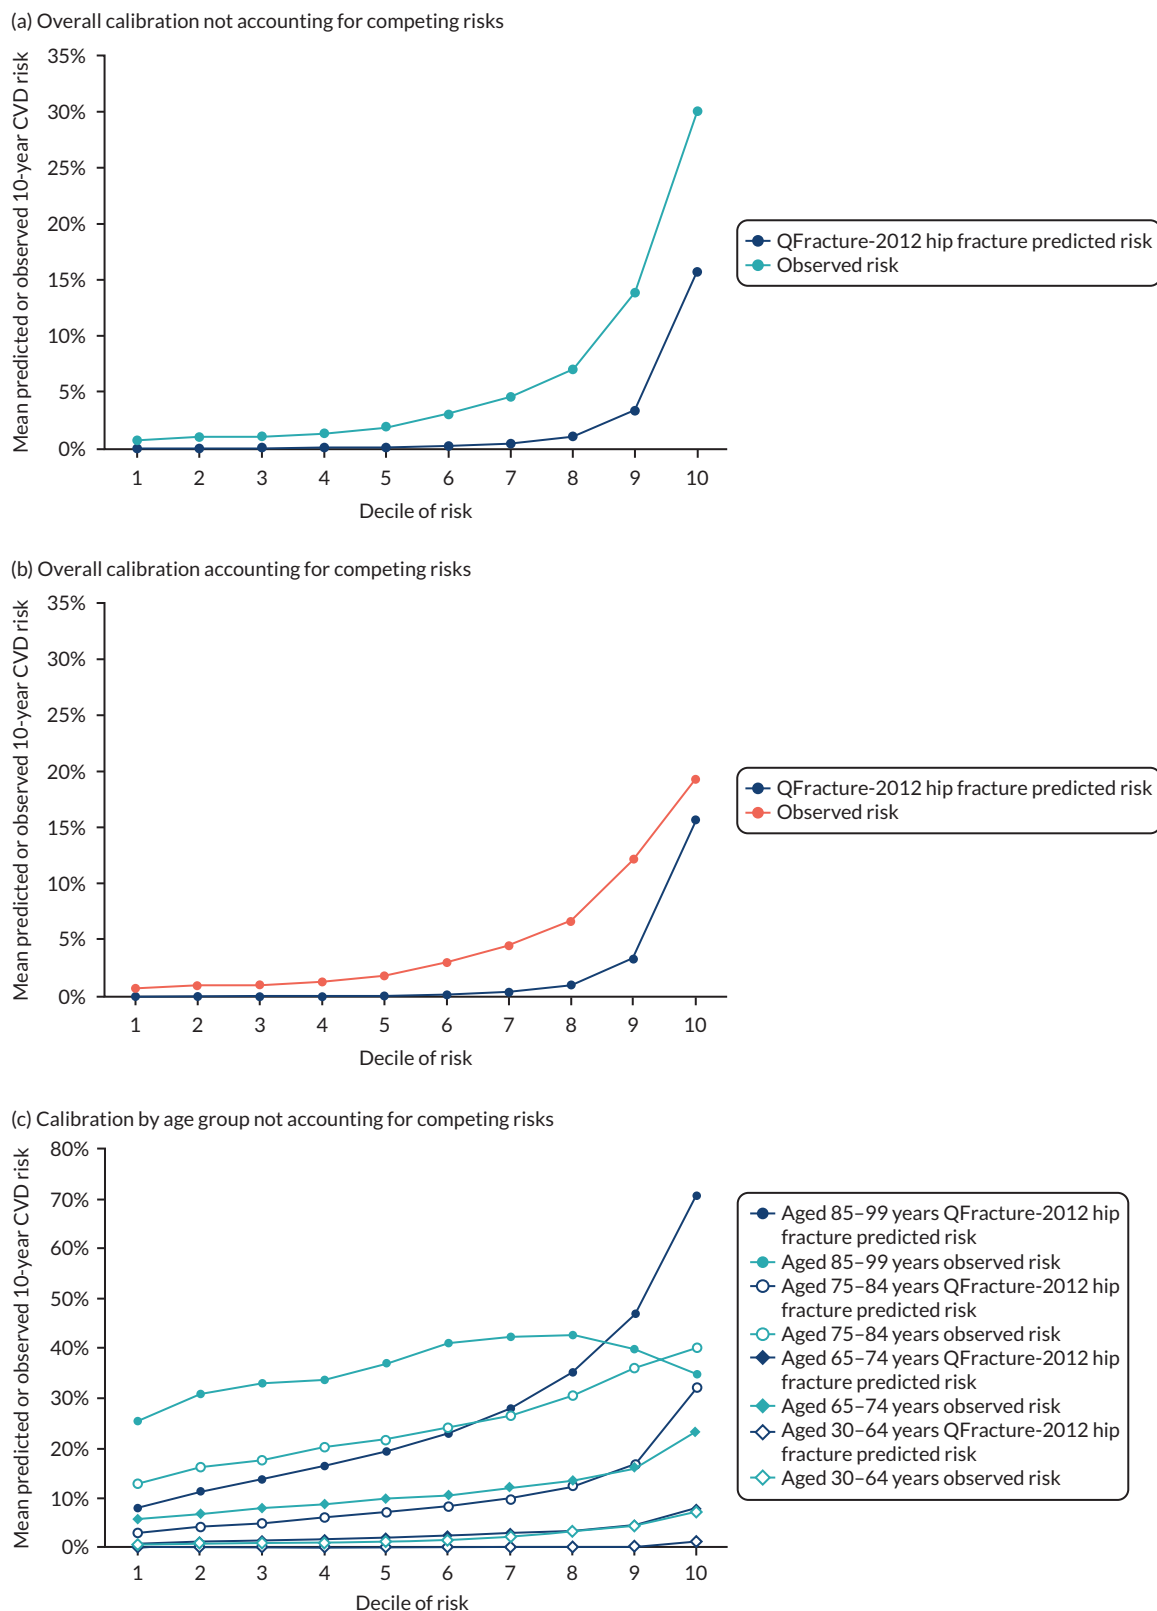 (a) Overall calibration not accounting for competing risks
Mean predicted or observed 10-year CVD risk
35%
30%
25%
20%
15%
10%
5%
0%
1 2 3 4 5 6 7 8 9 10
Decile of risk
QFracture-2012 hip fracture predicted risk
Observed risk
(b) Overall calibration accounting for competing risks
Mean predicted or observed 10-year CVD risk
35%
30%
25%
20%
15%
10%
5%
0%
1 2 3 4 5 6 7 8 9 10
Decile of risk
QFracture-2012 hip fracture predicted risk
Observed risk
(c) Calibration by age group not accounting for competing risks
Mean predicted or observed 10-year CVD risk
80%
70%
60%
50%
40%
30%
20%
10%
0%
1 2 3 4 5 6 7 8 9 10
Decile of risk
Aged 85–99 years QFracture-2012 hip
fracture predicted risk
Aged 85–99 years observed risk
Aged 75–84 years QFracture-2012 hip
fracture predicted risk
Aged 75–84 years observed risk
Aged 65–74 years QFracture-2012 hip
fracture predicted risk
Aged 65–74 years observed risk
Aged 30–64 years QFracture-2012 hip
fracture predicted risk
Aged 30–64 years observed risk